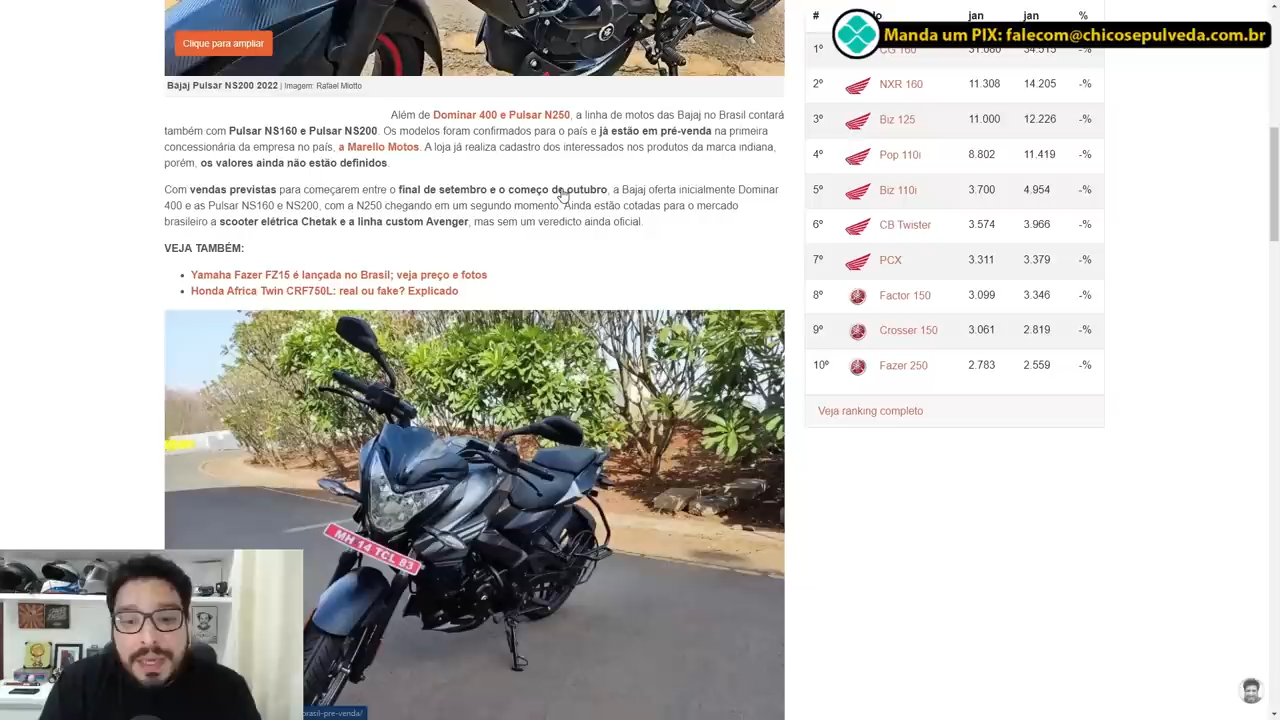 Clique para ampliar
Bajaj Pulsar NS200 2022 | Imagem: Rafael Miotto
Além de Dominar 400 e Pulsar N250, a linha de motos das Bajaj no Brasil contará
também com Pulsar NS160 e Pulsar NS200. Os modelos foram confirmados para o país e já estão em pré-venda na primeira
concessionária da empresa no país, a Marello Motos. A loja já realiza cadastro dos interessados nos produtos da marca indiana,
porém, os valores ainda não estão definidos.
Com vendas previstas para começarem entre o final de setembro e o começo de outubro, a Bajaj oferta inicialmente Dominar
400 e as Pulsar NS160 e NS200, com a N250 chegando em um segundo momento. Ainda estão cotadas para o mercado
brasileiro a scooter elétrica Chetak e a linha custom Avenger, mas sem um veredicto ainda oficial.
VEJA TAMBÉM:
Yamaha Fazer FZ15 é lançada no Brasil; veja preço e fotos
Honda Africa Twin CRF750L: real ou fake? Explicado
MH 14 TCL 83
# jan jan %
Manda um PIX: falecom@chicosepulveda.com.br
1º CG 160 -%
2º NXR 160 11.308 14.205 -%
3º Biz 125 11.000 12.226 -%
4º Pop 110i 8.802 11.419 -%
5º Biz 110i 3.700 4.954 -%
6º CB Twister 3.574 3.966 -%
7º PCX 3.311 3.379 -%
8º Factor 150 3.099 3.346 -%
9º Crosser 150 3.061 2.819 -%
10º Fazer 250 2.783 2.559 -%
Veja ranking completo